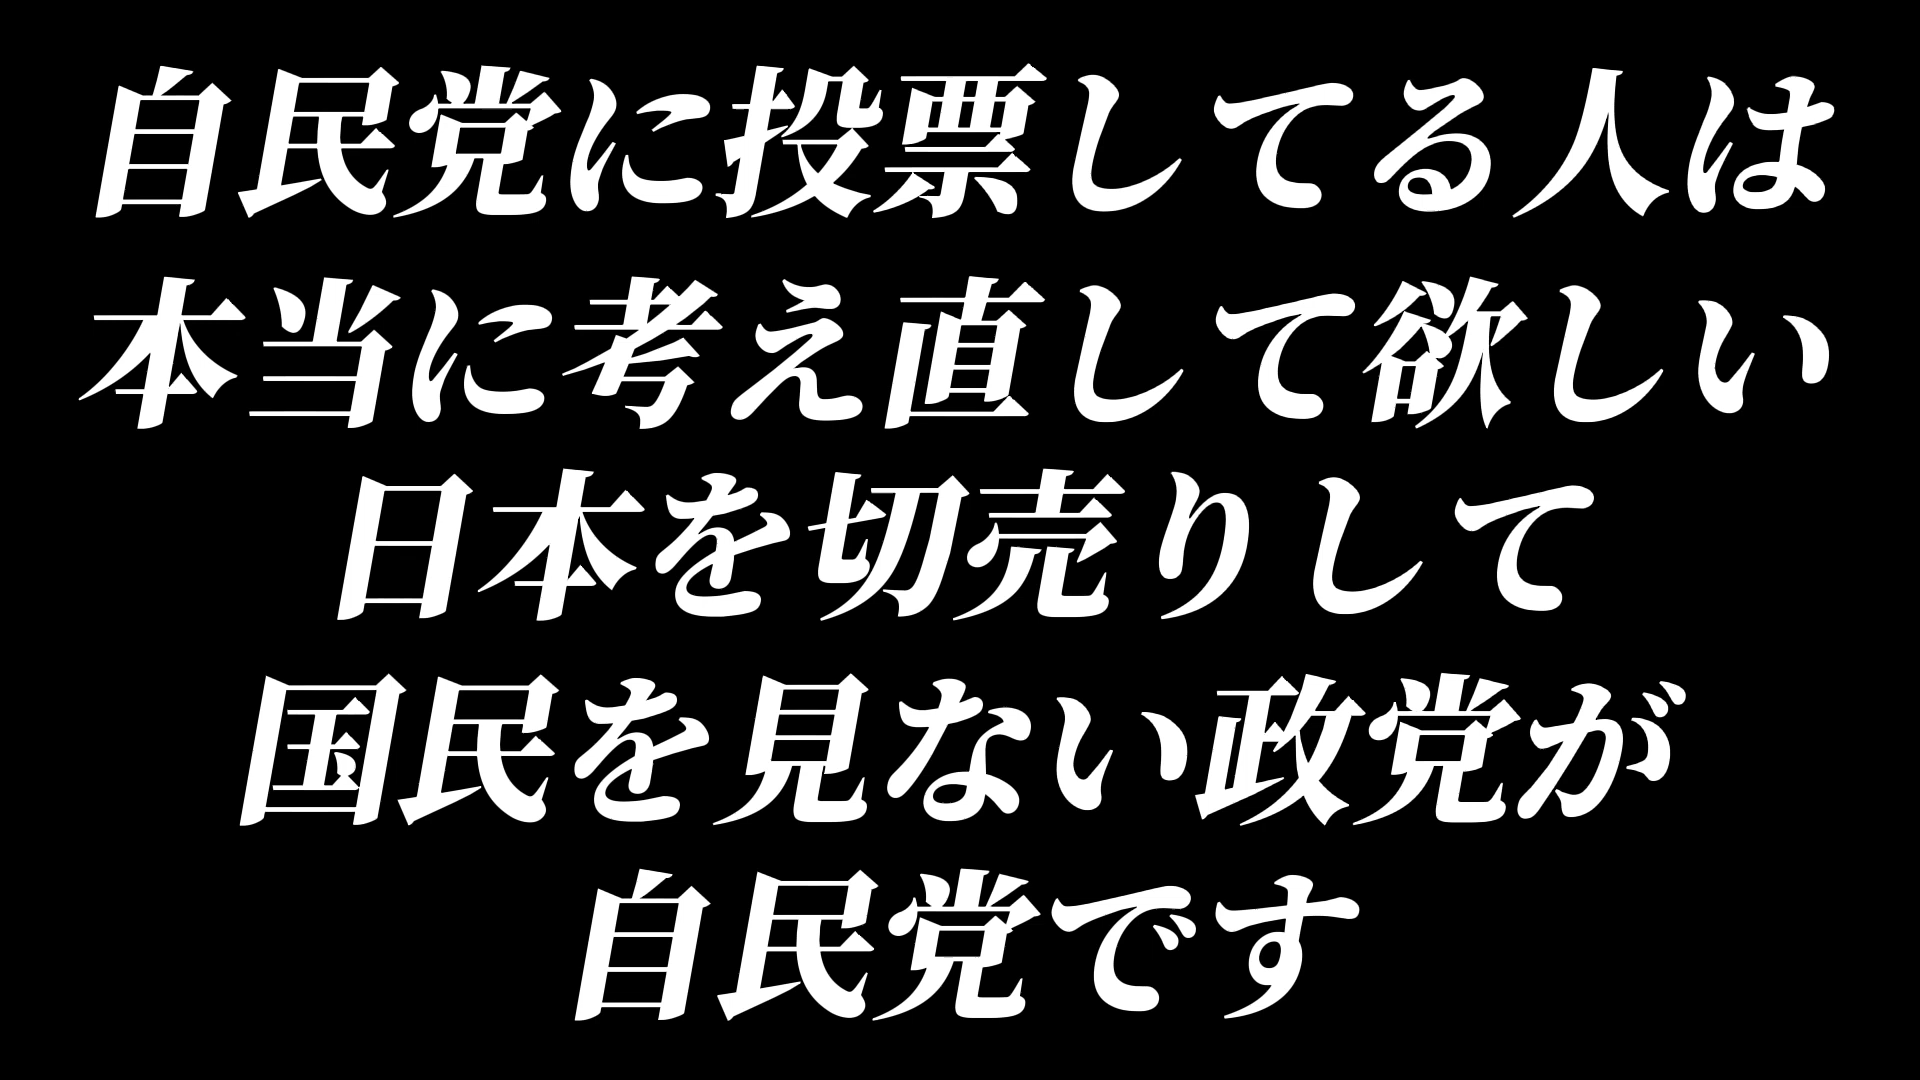 自民党に投票してる人は
本当に考え直して欲しい
日本を切売りして
国民を見ない政党が
自民党です